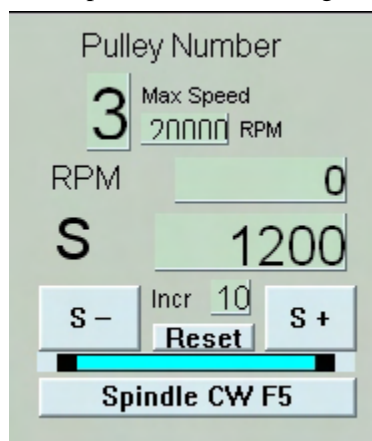 Pulley Number
3 Max Speed
20000 RPM
RPM 0
S 1200
S – Incr 10 S +
Reset
Spindle CW F5